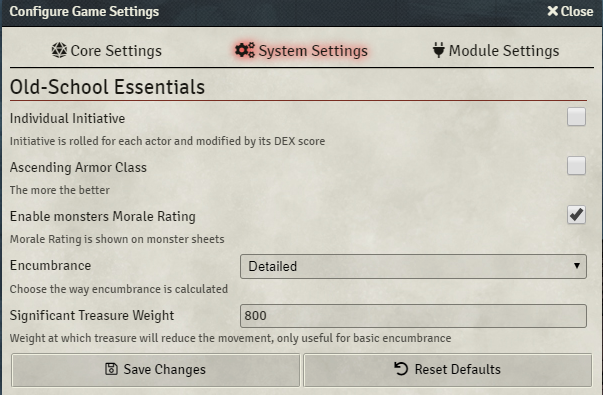 Configure Game Settings
Close
Core Settings
System Settings
Module Settings
Old-School Essentials
Individual Initiative
Initiative is rolled for each actor and modified by its DEX score
Ascending Armor Class
The more the better
Enable monsters Morale Rating
Morale Rating is shown on monster sheets
Encumbrance
Detailed
Choose the way encumbrance is calculated
Significant Treasure Weight
800
Weight at which treasure will reduce the movement, only useful for basic encumbrance
Save Changes
Reset Defaults